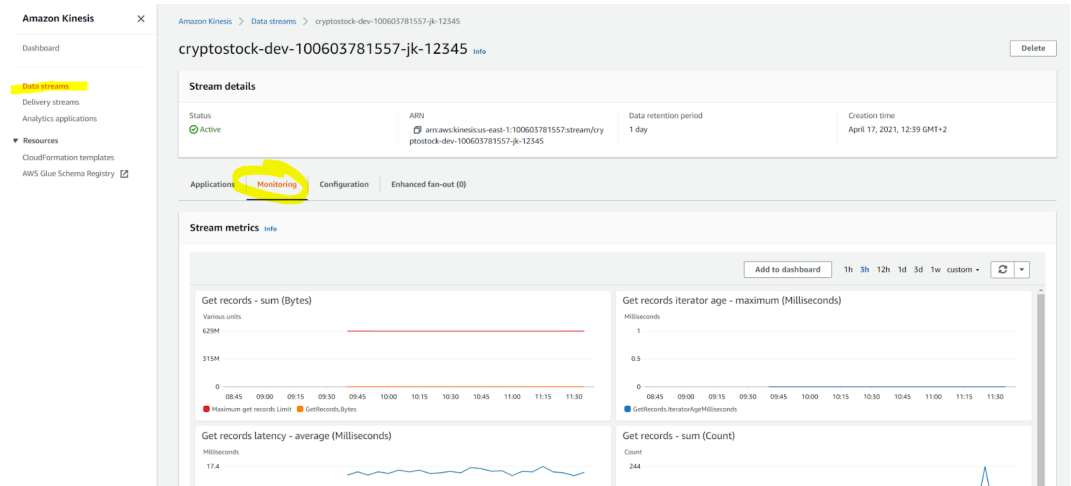 Amazon Kinesis
Dashboard
Data streams
Delivery streams
Analytics applications
Resources
CloudFormation templates
AWS Glue Schema Registry
Amazon Kinesis > Data streams > cryptostock-dev-100603781557-jk-12345
cryptostock-dev-100603781557-jk-12345 Info
Delete
Stream details
Status
Active
ARN
arn:aws:kinesis:us-east-1:100603781557:stream/cry
ptostock-dev-100603781557-jk-12345
Data retention period
1 day
Creation time
April 17, 2021, 12:39 GMT+2
Applications Monitoring Configuration Enhanced fan-out (0)
Stream metrics Info
Add to dashboard 1h 3h 12h 1d 3d 1w custom
Get records - sum (Bytes)
Various units
629M
315M
0
08:45 09:00 09:15 09:30 09:45 10:00 10:15 10:30 10:45 11:00 11:15 11:30
Maximum get records Limit GetRecords.Bytes
Get records iterator age - maximum (Milliseconds)
Milliseconds
1
0.5
0
08:45 09:00 09:15 09:30 09:45 10:00 10:15 10:30 10:45 11:00 11:15 11:30
GetRecords.IteratorAgeMilliseconds
Get records latency - average (Milliseconds)
Milliseconds
17.4
Get records - sum (Count)
Count
244